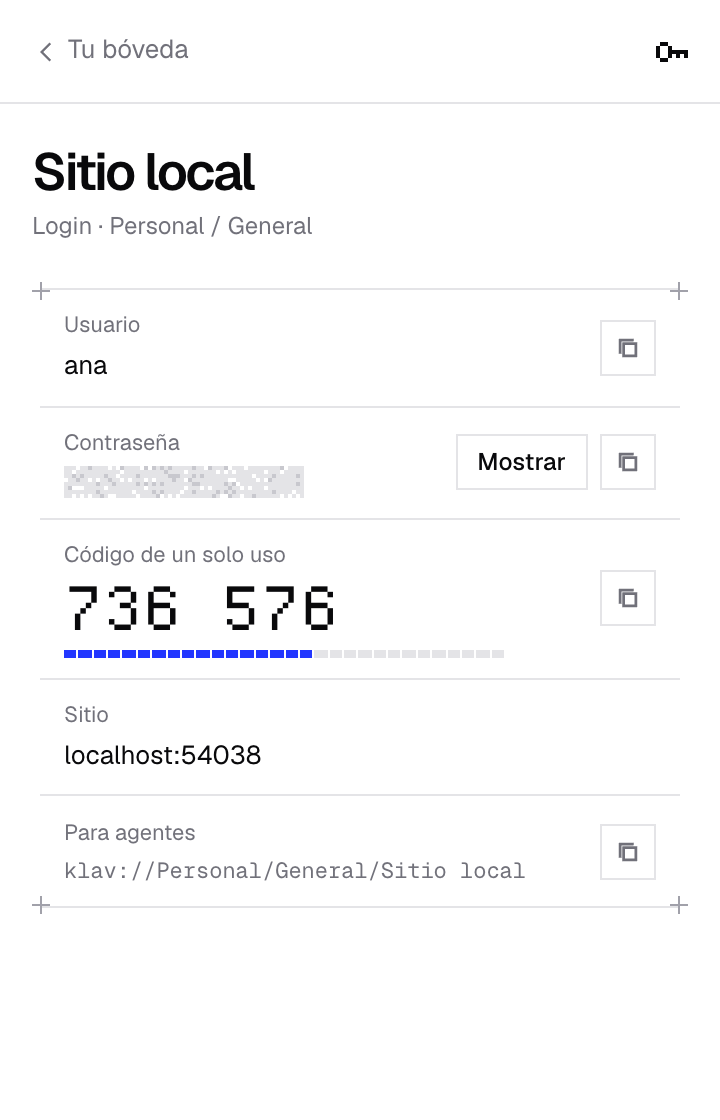 Tu bóveda
Sitio local
Login · Personal / General
Usuario
ana
Contraseña
Mostrar
Código de un solo uso
736 576
Sitio
localhost:54038
Para agentes
klav://Personal/General/Sitio local